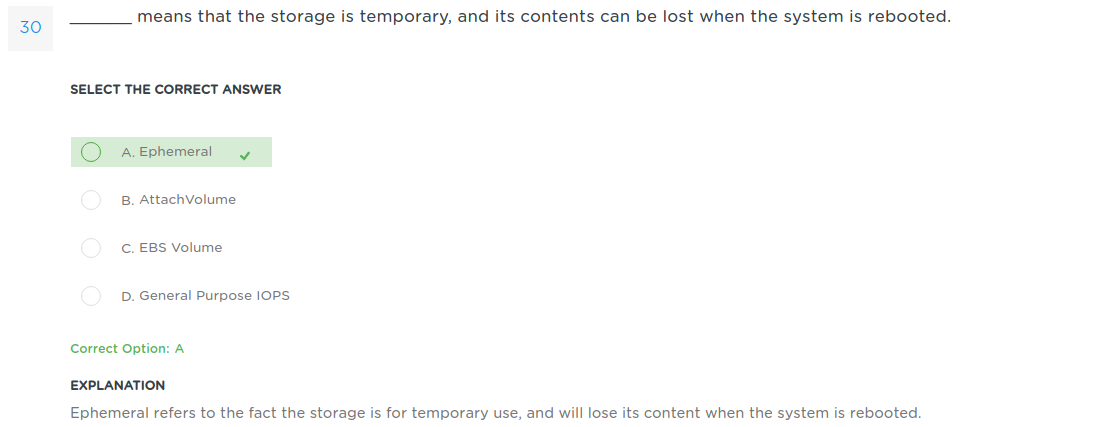 30
________ means that the storage is temporary, and its contents can be lost when the system is rebooted.
SELECT THE CORRECT ANSWER
A. Ephemeral
B. AttachVolume
C. EBS Volume
D. General Purpose IOPS
Correct Option: A
EXPLANATION
Ephemeral refers to the fact the storage is for temporary use, and will lose its content when the system is rebooted.